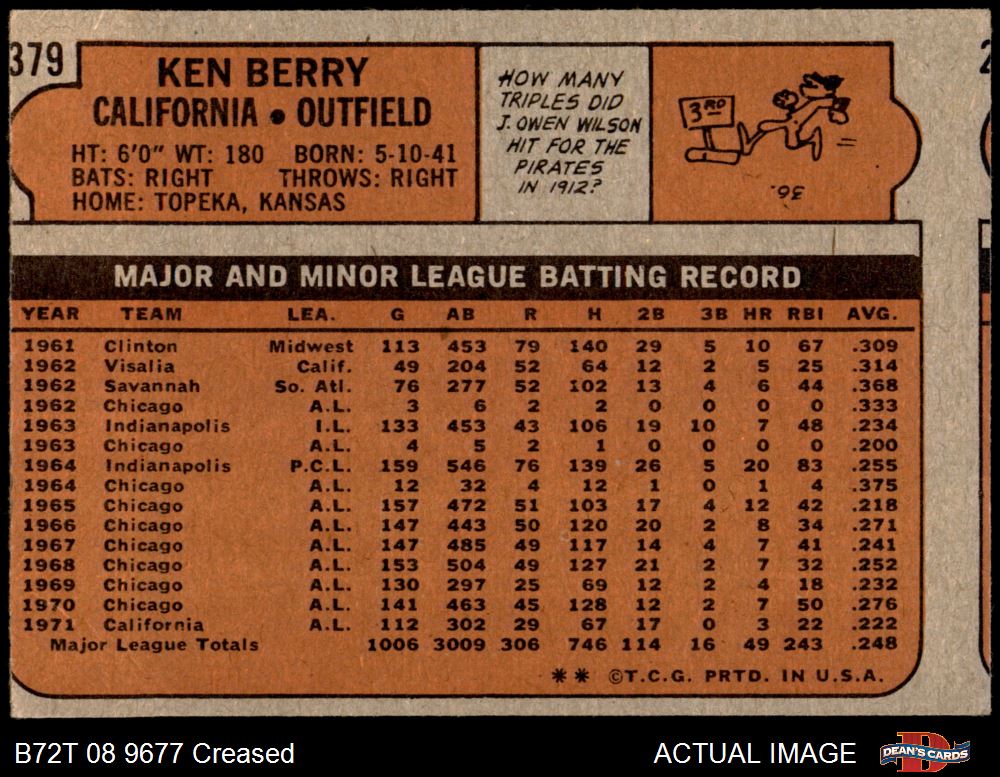 379
KEN BERRY
CALIFORNIA • OUTFIELD
HT: 6'0" WT: 180 BORN: 5-10-41
BATS: RIGHT THROWS: RIGHT
HOME: TOPEKA, KANSAS
HOW MANY
TRIPLES DID
J. OWEN WILSON
HIT FOR THE
PIRATES
IN 1912?
3RD
36.
2
MAJOR AND MINOR LEAGUE BATTING RECORD
YEAR TEAM LEA. G AB R H 2B 3B HR RBI AVG.
1961 Clinton Midwest 113 453 79 140 29 5 10 67 .309
1962 Visalia Calif. 49 204 52 64 12 2 5 25 .314
1962 Savannah So. Atl. 76 277 52 102 13 4 6 44 .368
1962 Chicago A.L. 3 6 2 2 0 0 0 0 .333
1963 Indianapolis I.L. 133 453 43 106 19 10 7 48 .234
1963 Chicago A.L. 4 5 2 1 0 0 0 0 .200
1964 Indianapolis P.C.L. 159 546 76 139 26 5 20 83 .255
1964 Chicago A.L. 12 32 4 12 1 0 1 4 .375
1965 Chicago A.L. 157 472 51 103 17 4 12 42 .218
1966 Chicago A.L. 147 443 50 120 20 2 8 34 .271
1967 Chicago A.L. 147 485 49 117 14 4 7 41 .241
1968 Chicago A.L. 153 504 49 127 21 2 7 32 .252
1969 Chicago A.L. 130 297 25 69 12 2 4 18 .232
1970 Chicago A.L. 141 463 45 128 12 2 7 50 .276
1971 California A.L. 112 302 29 67 17 0 3 22 .222
Major League Totals 1006 3009 306 746 114 16 49 243 .248
** ©T.C.G. PRTD. IN U.S.A.
B72T 08 9677 Creased
ACTUAL IMAGE
DEAN'S CARDS